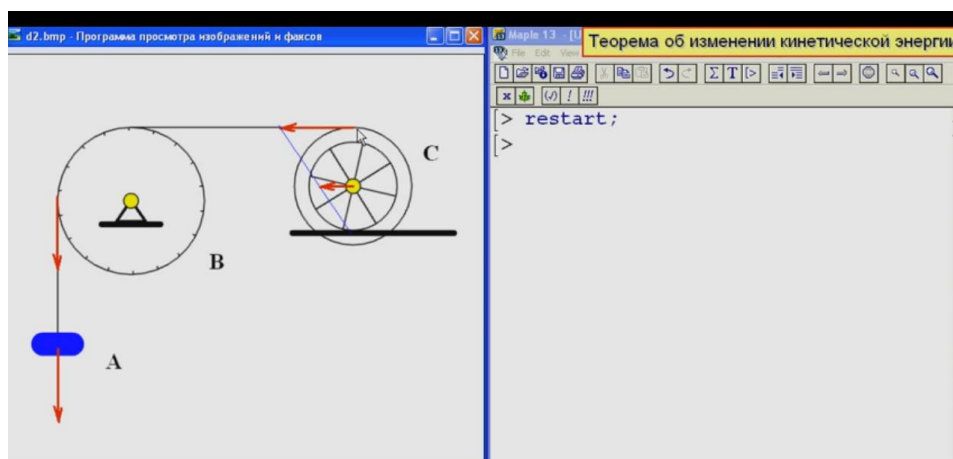 d2.bmp - Программа просмотра изображений и факсов
A
B
C
Maple 13 - [U
Теорема об изменении кинетической энергии
File Edit View
[> restart;
[>